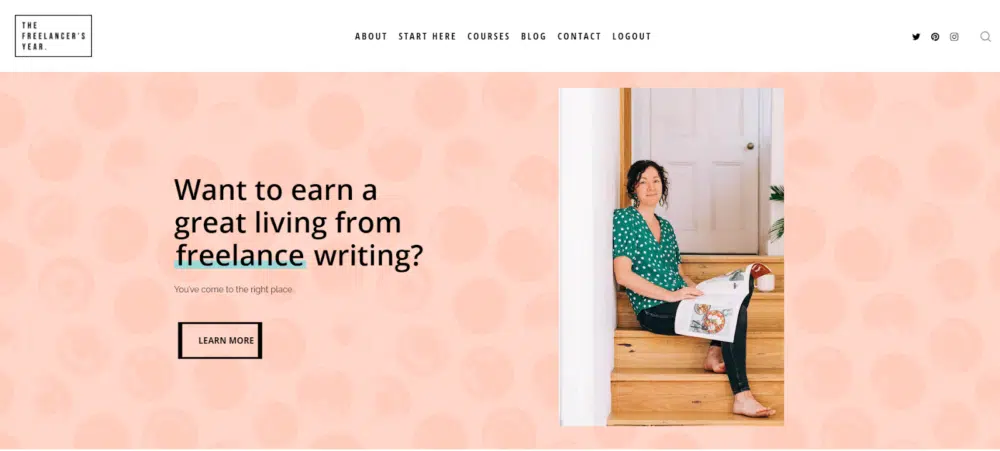 THE
FREELANCER'S
YEAR.
ABOUT START HERE COURSES BLOG CONTACT LOGOUT
Want to earn a
great living from
freelance writing?
You've come to the right place.
LEARN MORE